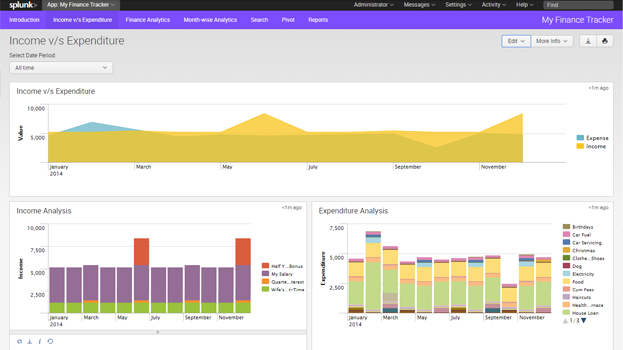 splunk> App: My Finance Tracker Administrator Messages Settings Activity Help Find
Introduction Income v/s Expenditure Finance Analytics Month-wise Analytics Search Pivot Reports My Finance Tracker
Income v/s Expenditure Edit More Info
Select Date Period:
All time
Income v/s Expenditure <1m ago
10,000
5,000
Value
Expense
Income
January March May July September November
2014
Income Analysis <1m ago
10,000
7,500
5,000
2,500
Income
Half Y...Bonus
My Salary
Quarte...terest
Wife's...r-Time
January March May July September November
2014
Expenditure Analysis <1m ago
7,500
5,000
2,500
Expenditure
Birthdays
Car Fuel
Car Servicing
Christmas
Clothe...Shoes
Dog
Electricity
Food
Gym Fees
Haircuts
Health...nace
House Loan
1 / 3
January March May July September November
2014